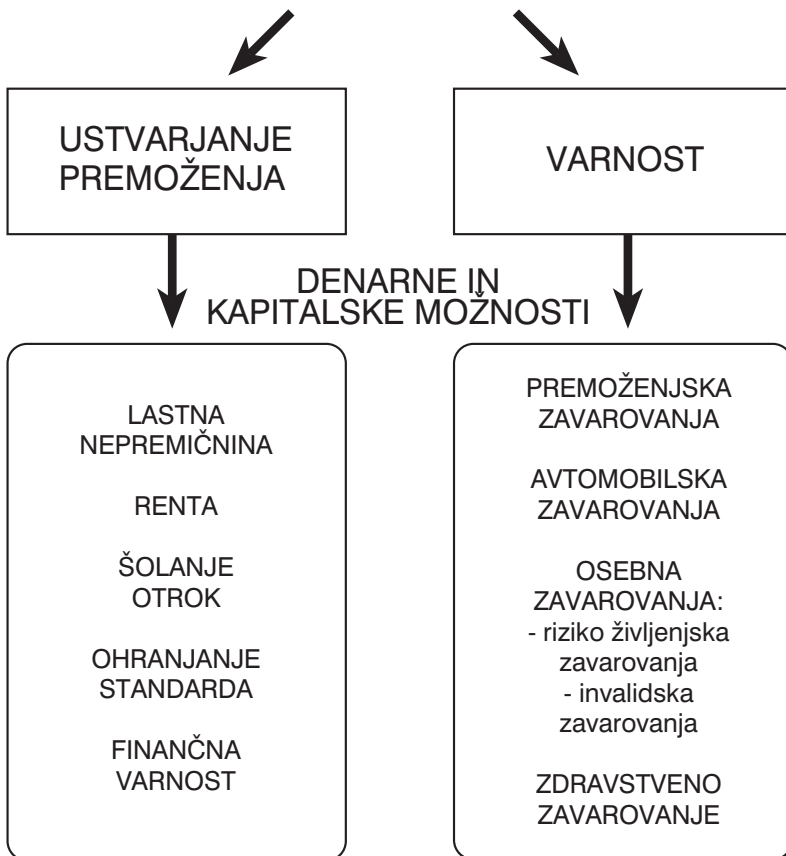 USTVARJANJE
PREMOŽENJA
VARNOST
DENARNE IN
KAPITALSKE MOŽNOSTI
LASTNA
NEPREMIČNINA
RENTA
ŠOLANJE
OTROK
OHRANJANJE
STANDARDA
FINANČNA
VARNOST
PREMOŽENJSKA
ZAVAROVANJA
AVTOMOBILSKA
ZAVAROVANJA
OSEBNA
ZAVAROVANJA:
- riziko življenjska
zavarovanja
- invalidska
zavarovanja
ZDRAVSTVENO
ZAVAROVANJE